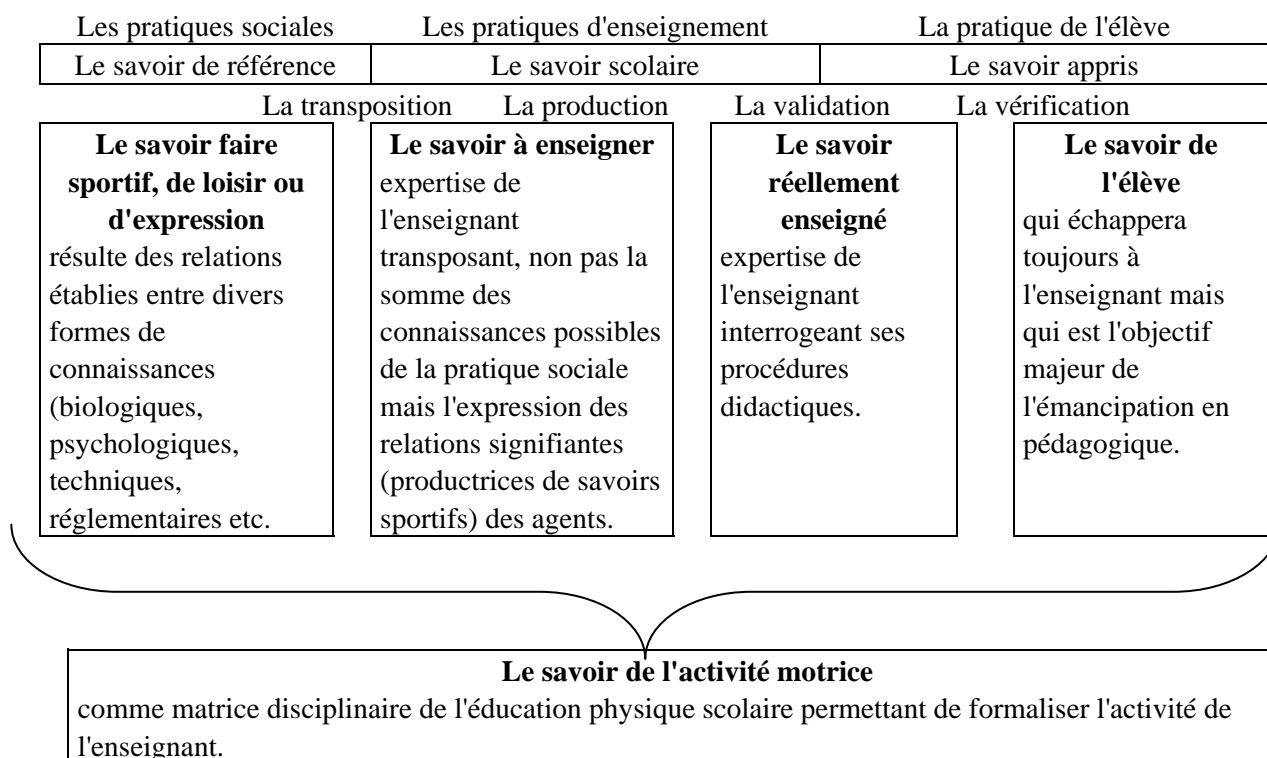 Les pratiques sociales Les pratiques d'enseignement La pratique de l'élève
Le savoir de référence Le savoir scolaire Le savoir appris
La transposition La production La validation La vérification
Le savoir faire
sportif, de loisir ou
d'expression
résulte des relations
établies entre divers
formes de
connaissances
(biologiques,
psychologiques,
techniques,
réglementaires etc.
Le savoir à enseigner
expertise de
l'enseignant
transposant, non pas la
somme des
connaissances possibles
de la pratique sociale
mais l'expression des
relations signifiantes
(productrices de savoirs
sportifs) des agents.
Le savoir
réellement
enseigné
expertise de
l'enseignant
interrogeant ses
procédures
didactiques.
Le savoir de
l'élève
qui échappera
toujours à
l'enseignant mais
qui est l'objectif
majeur de
l'émancipation en
pédagogique.
Le savoir de l'activité motrice
comme matrice disciplinaire de l'éducation physique scolaire permettant de formaliser l'activité de
l'enseignant.